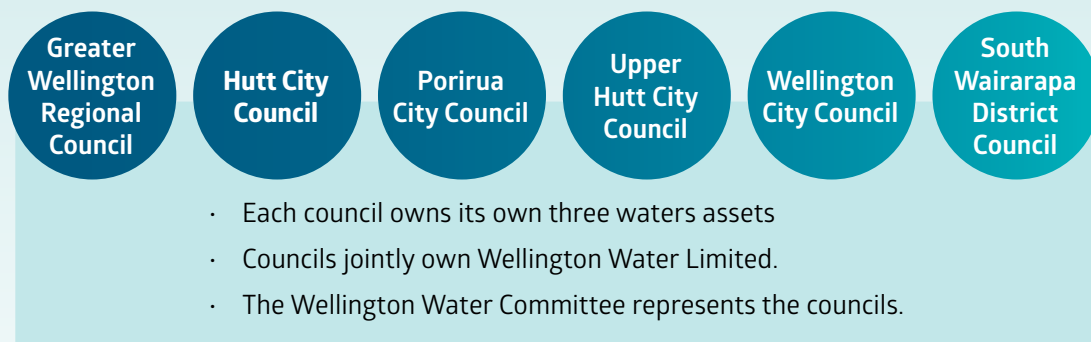 Greater
Wellington
Regional
Council
Hutt City
Council
Porirua
City Council
Upper
Hutt City
Council
Wellington
City Council
South
Wairarapa
District
Council
· Each council owns its own three waters assets
· Councils jointly own Wellington Water Limited.
· The Wellington Water Committee represents the councils.